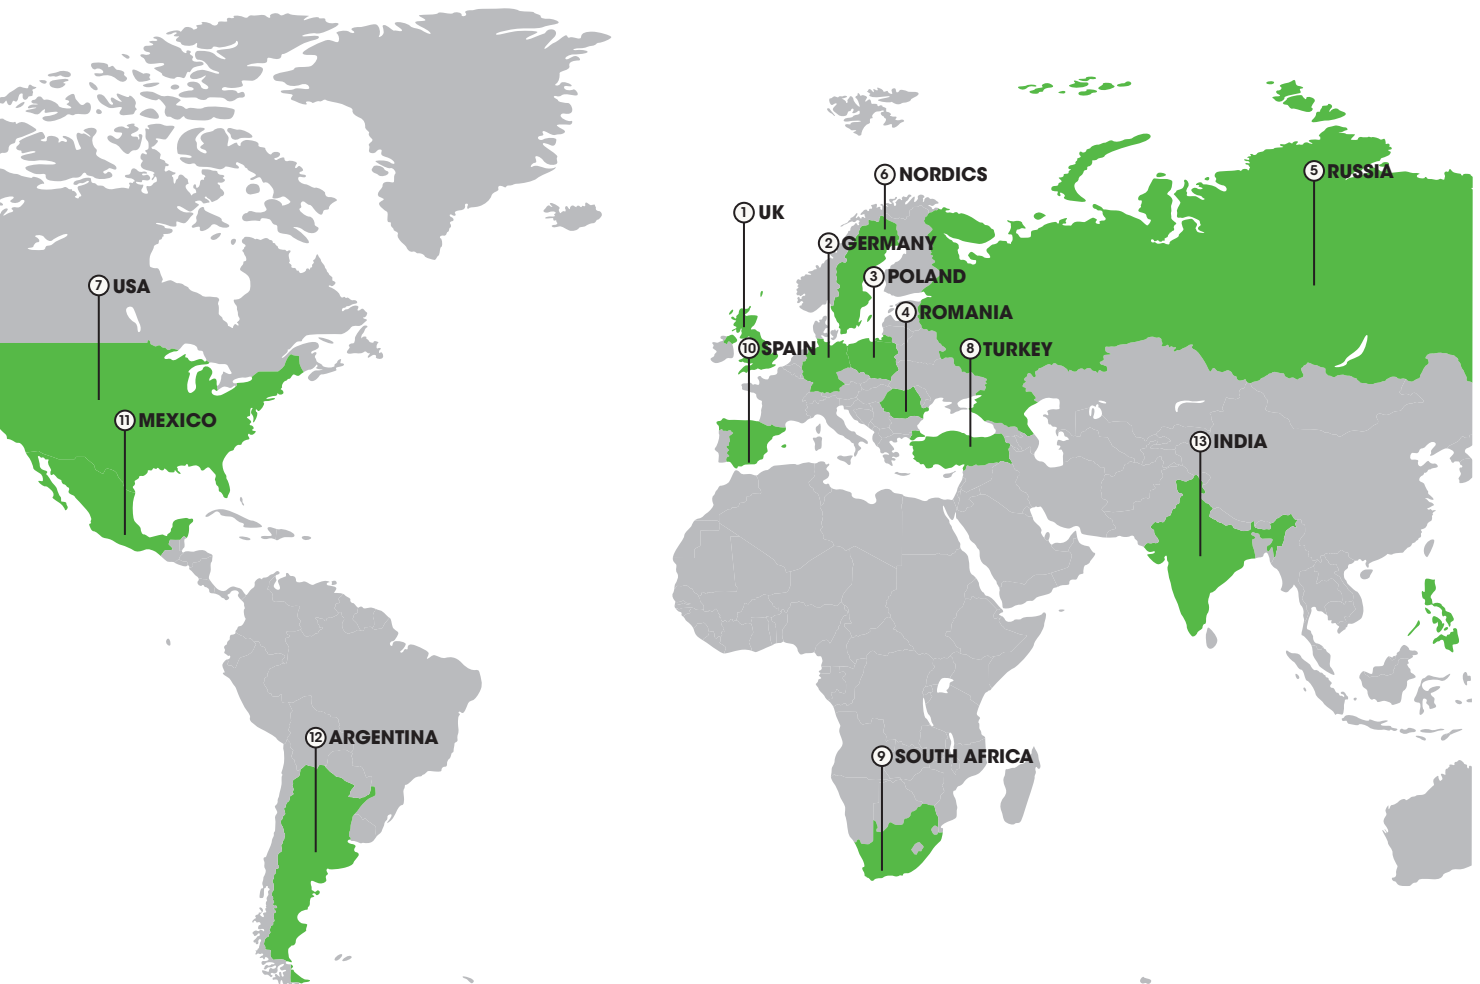 5 RUSSIA
6 NORDICS
1 UK
2 GERMANY
3 POLAND
7 USA
4 ROMANIA
10 SPAIN
8 TURKEY
11 MEXICO
13 INDIA
12 ARGENTINA
9 SOUTH AFRICA